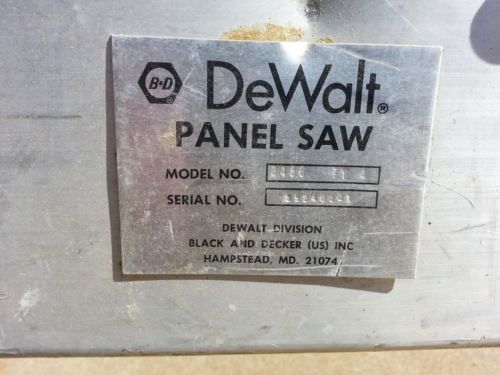 B&D DeWalt®
PANEL SAW
MODEL NO.
SERIAL NO.
DEWALT DIVISION
BLACK AND DECKER (US) INC
HAMPSTEAD, MD. 21074